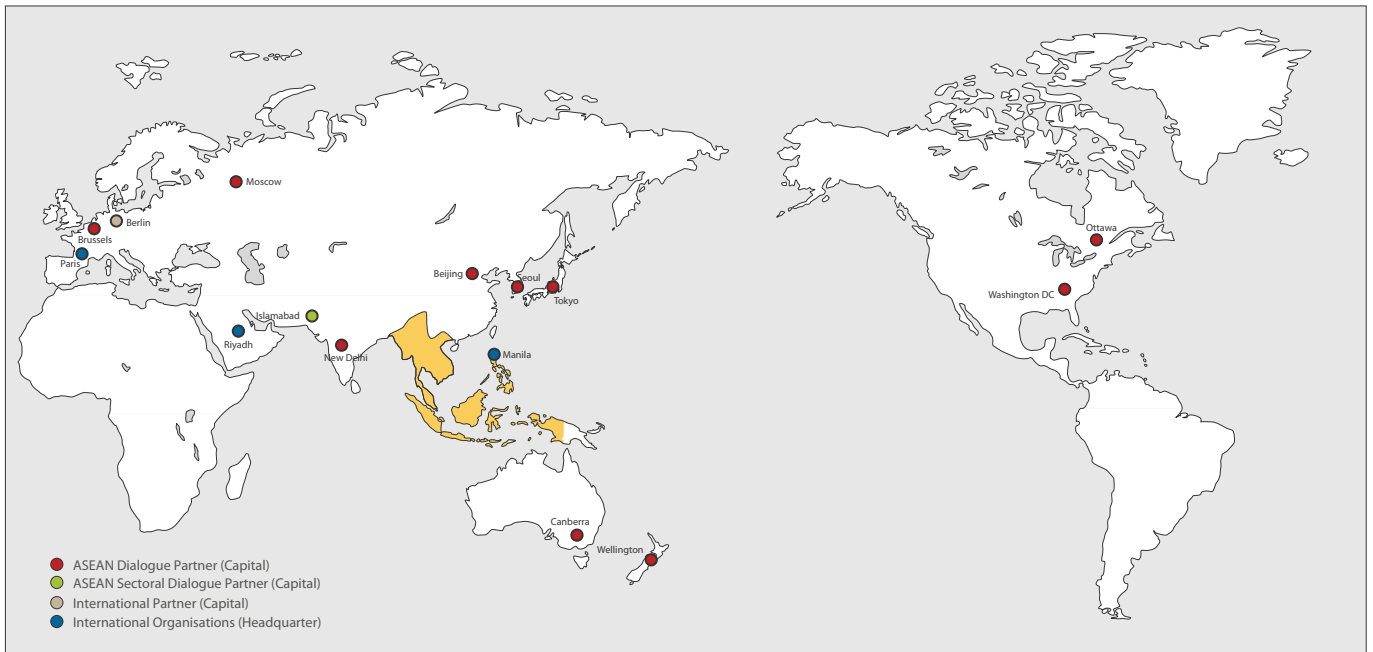 Moscow
Berlin
Brussels
Paris
Ottawa
Beijing
Seoul
Tokyo
Washington DC
Islamabad
Riyadh
New Delhi
Manila
Canberra
Wellington
ASEAN Dialogue Partner (Capital)
ASEAN Sectoral Dialogue Partner (Capital)
International Partner (Capital)
International Organisations (Headquarter)